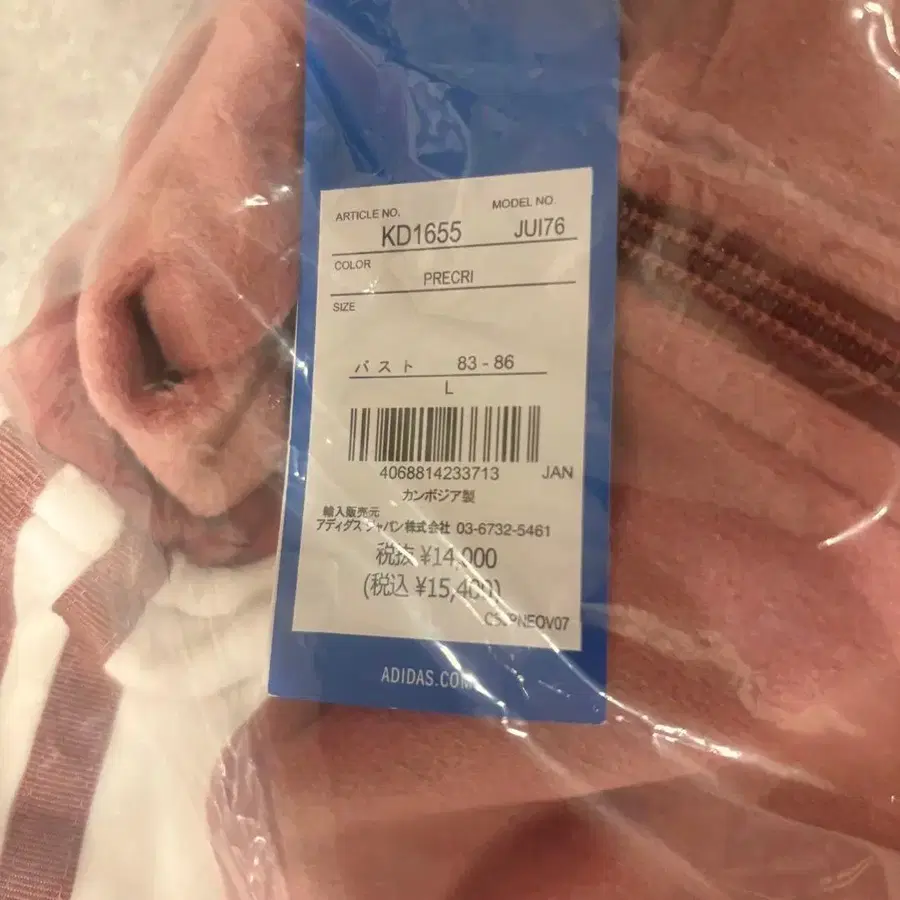 ARTICLE NO. MODEL NO.
KD1655 JUI76
COLOR
PRECRI
SIZE
バスト 83 - 86
L
4068814233713 JAN
カンボジア製
輸入販売元
アディダス ジャパン株式会社 03-6732-5461
税抜 ¥14,000
(税込 ¥15,400)
ADIDAS.COM